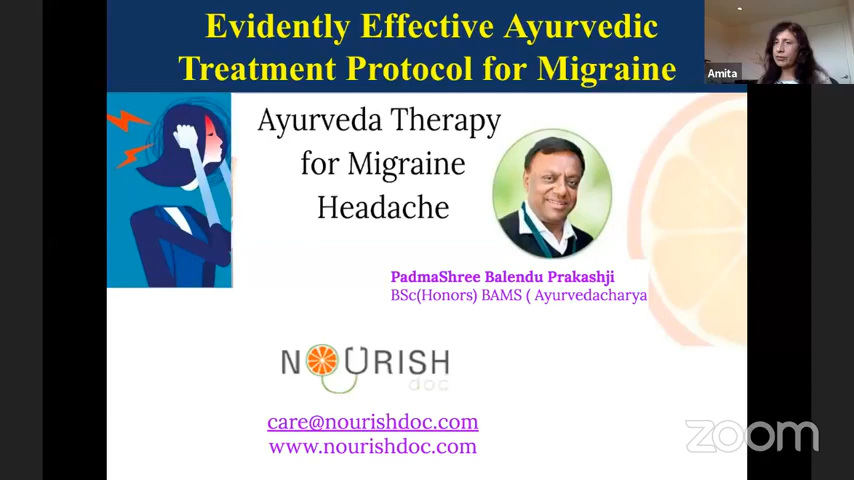 Evidently Effective Ayurvedic
Treatment Protocol for Migraine
Amita
Ayurveda Therapy
for Migraine
Headache
PadmaShree Balendu Prakashji
BSc(Honors) BAMS ( Ayurvedacharya
NOURISH
doc
care@nourishdoc.com
www.nourishdoc.com
zoom